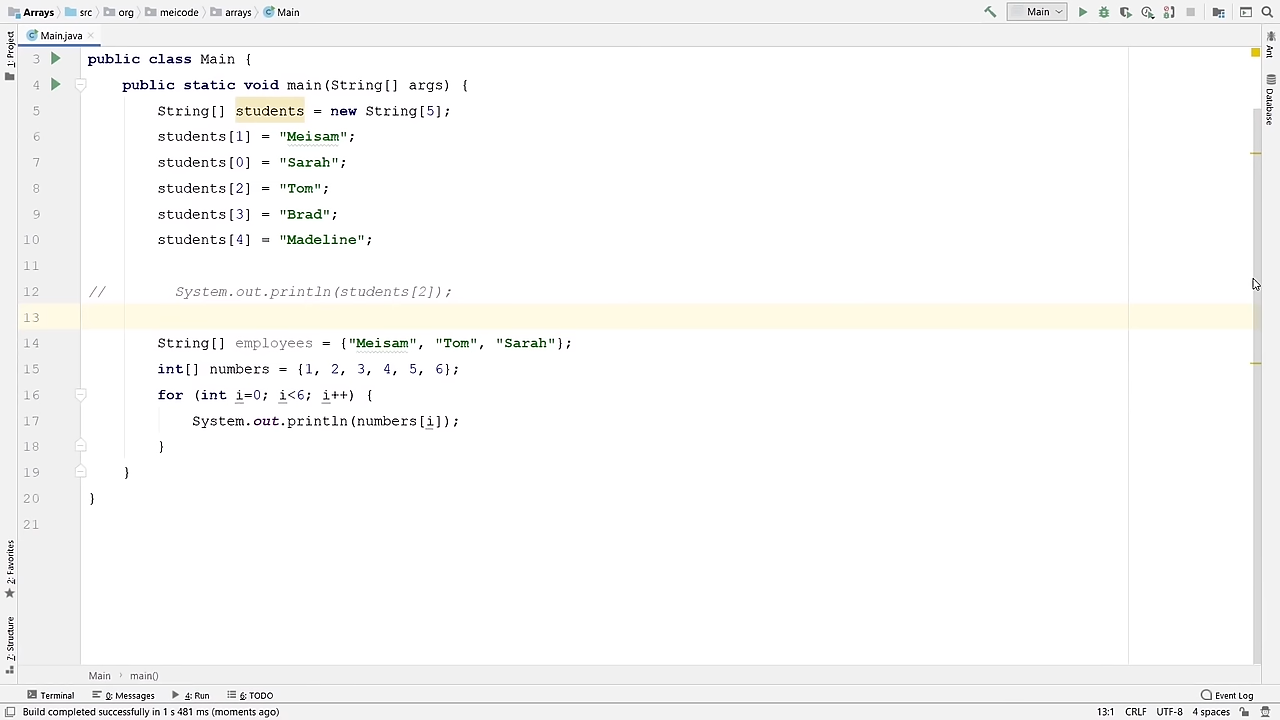 Arrays src org meicode arrays Main Main
Main.java
3 public class Main {
4 public static void main(String[] args) {
5 String[] students = new String[5];
6 students[1] = "Meisam";
7 students[0] = "Sarah";
8 students[2] = "Tom";
9 students[3] = "Brad";
10 students[4] = "Madeline";
11
12 // System.out.println(students[2]);
13
14 String[] employees = {"Meisam", "Tom", "Sarah"};
15 int[] numbers = {1, 2, 3, 4, 5, 6};
16 for (int i=0; i<6; i++) {
17 System.out.println(numbers[i]);
18 }
19 }
20 }
21
1: Project
2: Favorites
7: Structure
Ant
Database
Main main()
Terminal 0: Messages 4: Run 6: TODO Event Log
Build completed successfully in 1 s 481 ms (moments ago) 13:1 CRLF UTF-8 4 spaces